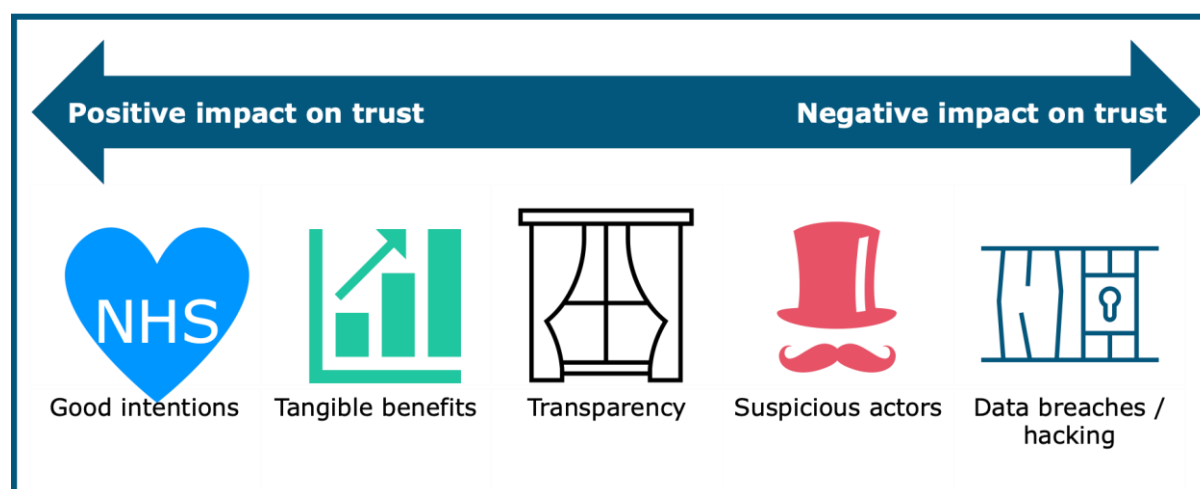 Positive impact on trust
Negative impact on trust
NHS
Good intentions
Tangible benefits
Transparency
Suspicious actors
Data breaches /
hacking